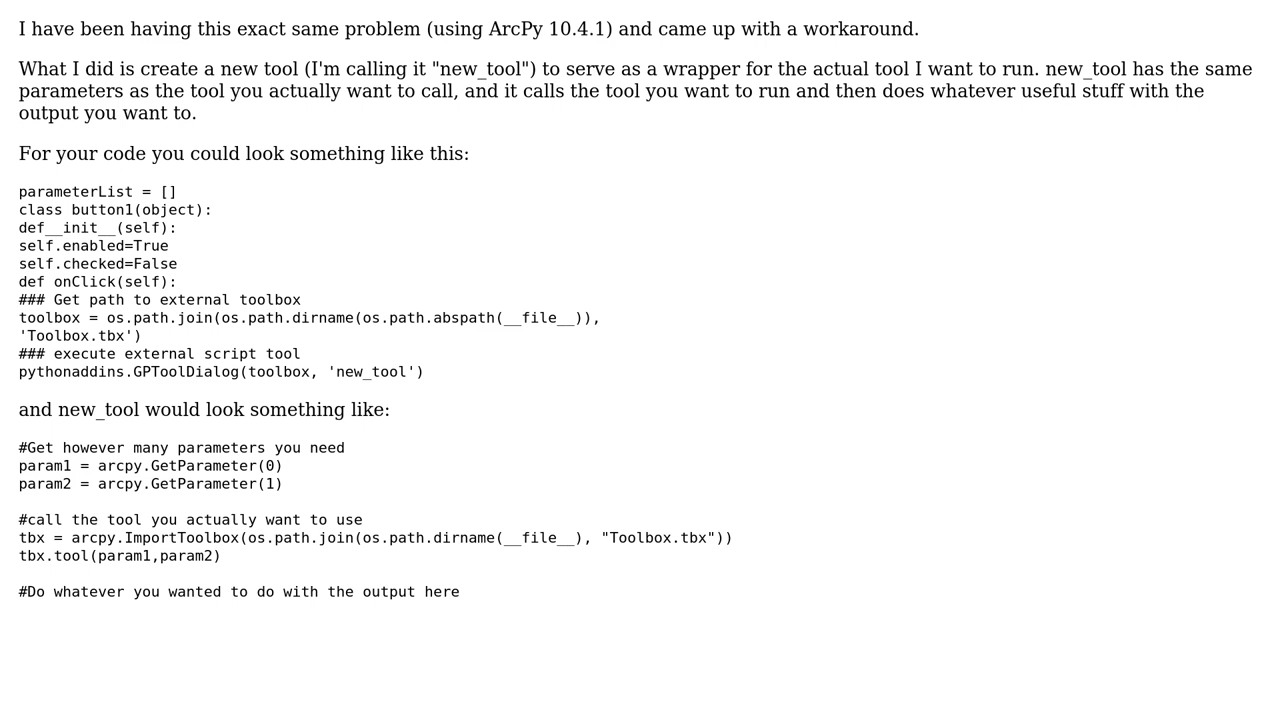 I have been having this exact same problem (using ArcPy 10.4.1) and came up with a workaround.
What I did is create a new tool (I'm calling it "new_tool") to serve as a wrapper for the actual tool I want to run. new_tool has the same
parameters as the tool you actually want to call, and it calls the tool you want to run and then does whatever useful stuff with the
output you want to.
For your code you could look something like this:
parameterList = []
class button1(object):
def__init__(self):
self.enabled=True
self.checked=False
def onClick(self):
### Get path to external toolbox
toolbox = os.path.join(os.path.dirname(os.path.abspath(__file__)),
'Toolbox.tbx')
### execute external script tool
pythonaddins.GPToolDialog(toolbox, 'new_tool')
and new_tool would look something like:
#Get however many parameters you need
param1 = arcpy.GetParameter(0)
param2 = arcpy.GetParameter(1)
#call the tool you actually want to use
tbx = arcpy.ImportToolbox(os.path.join(os.path.dirname(__file__), "Toolbox.tbx"))
tbx.tool(param1,param2)
#Do whatever you wanted to do with the output here